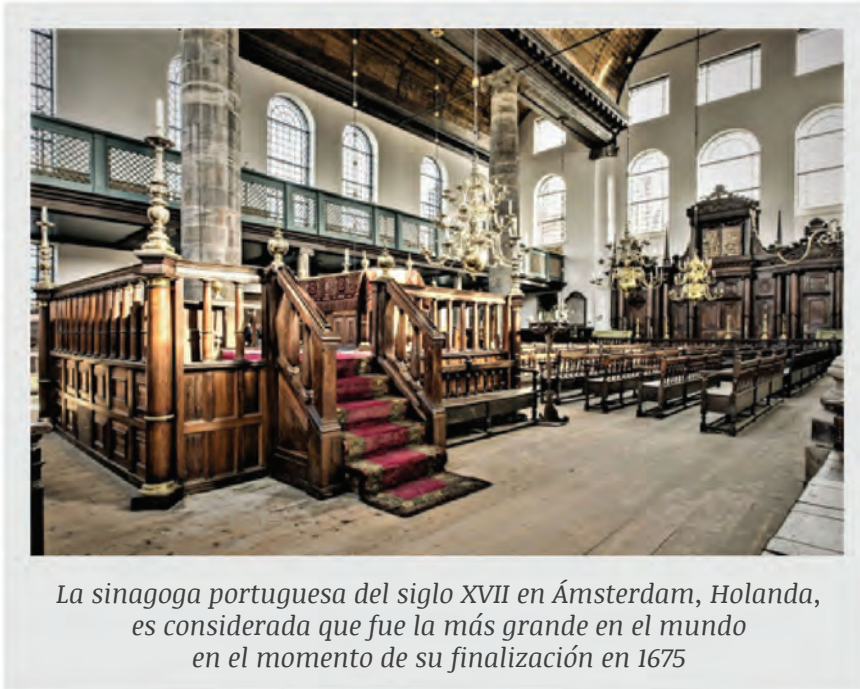 La sinagoga portuguesa del siglo XVII en Ámsterdam, Holanda,
es considerada que fue la más grande en el mundo
en el momento de su finalización en 1675